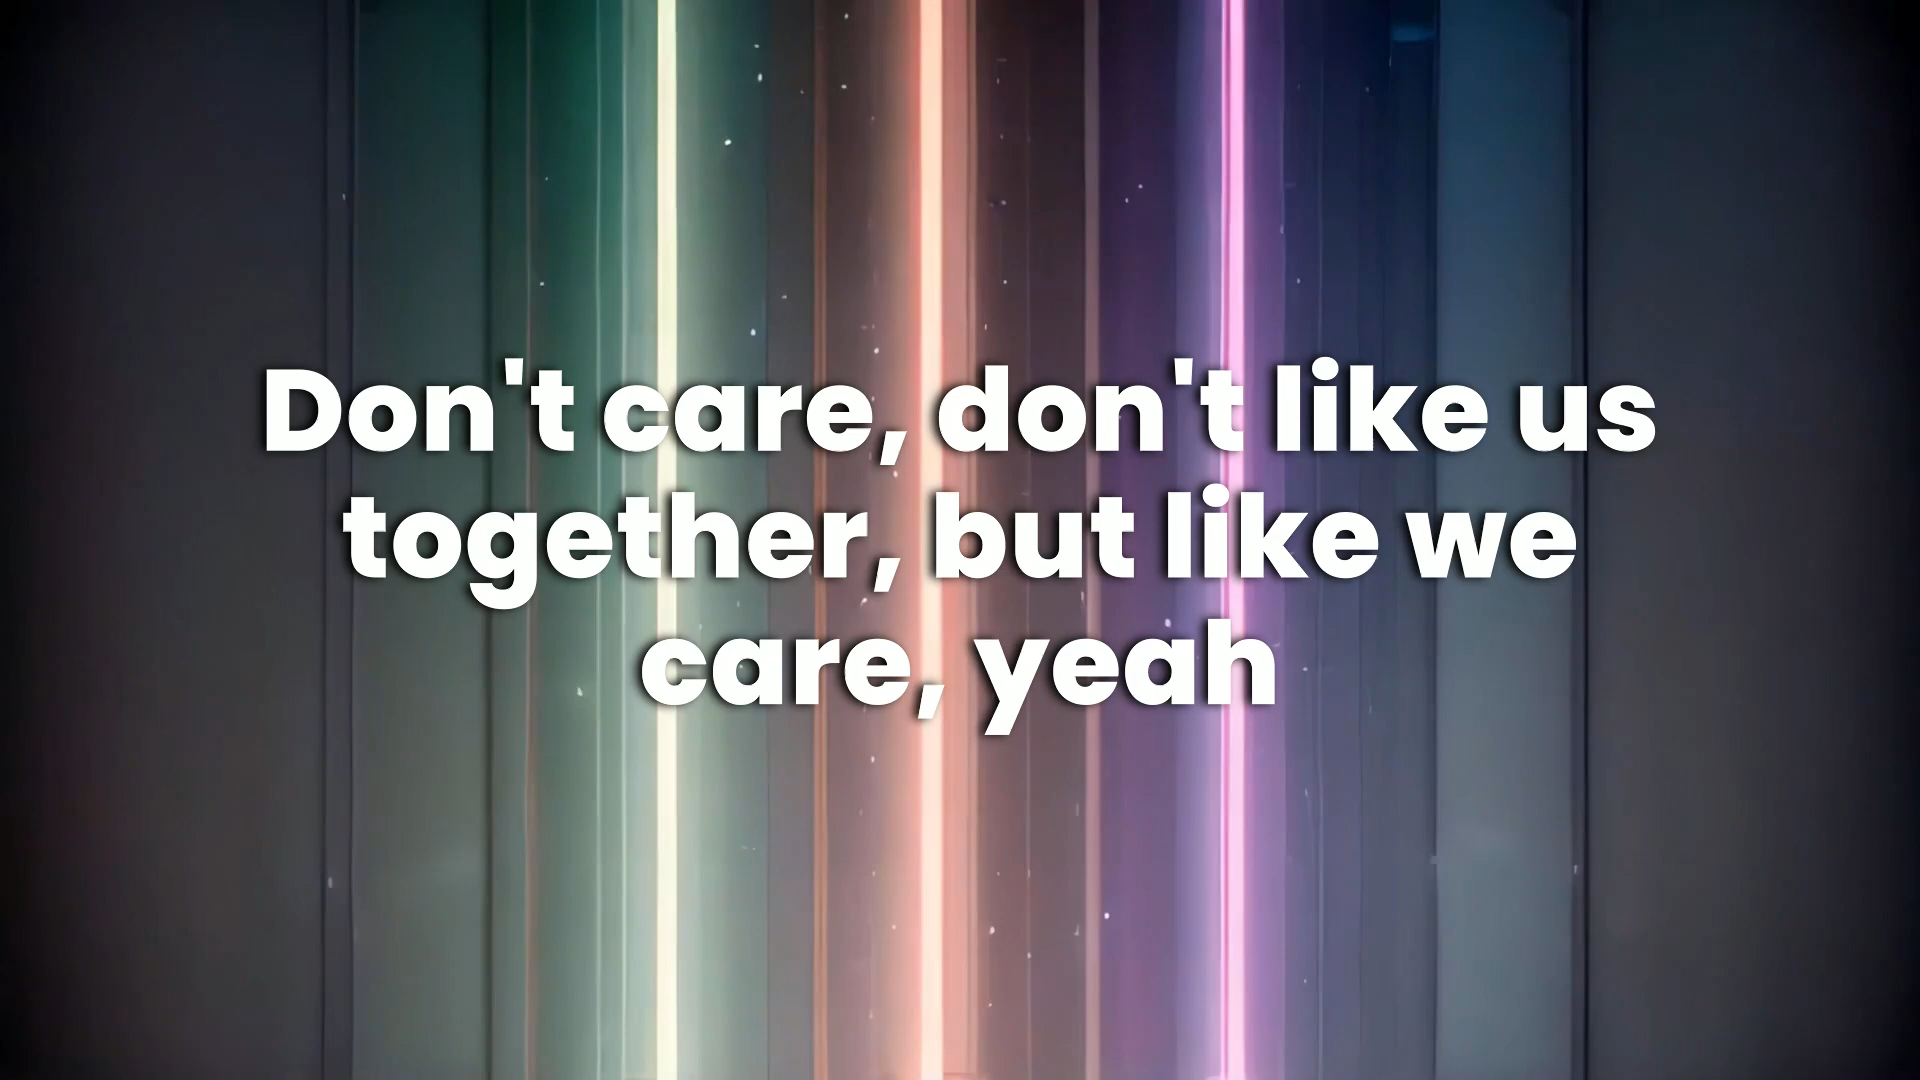 Don't care, don't like us
together, but like we
care, yeah